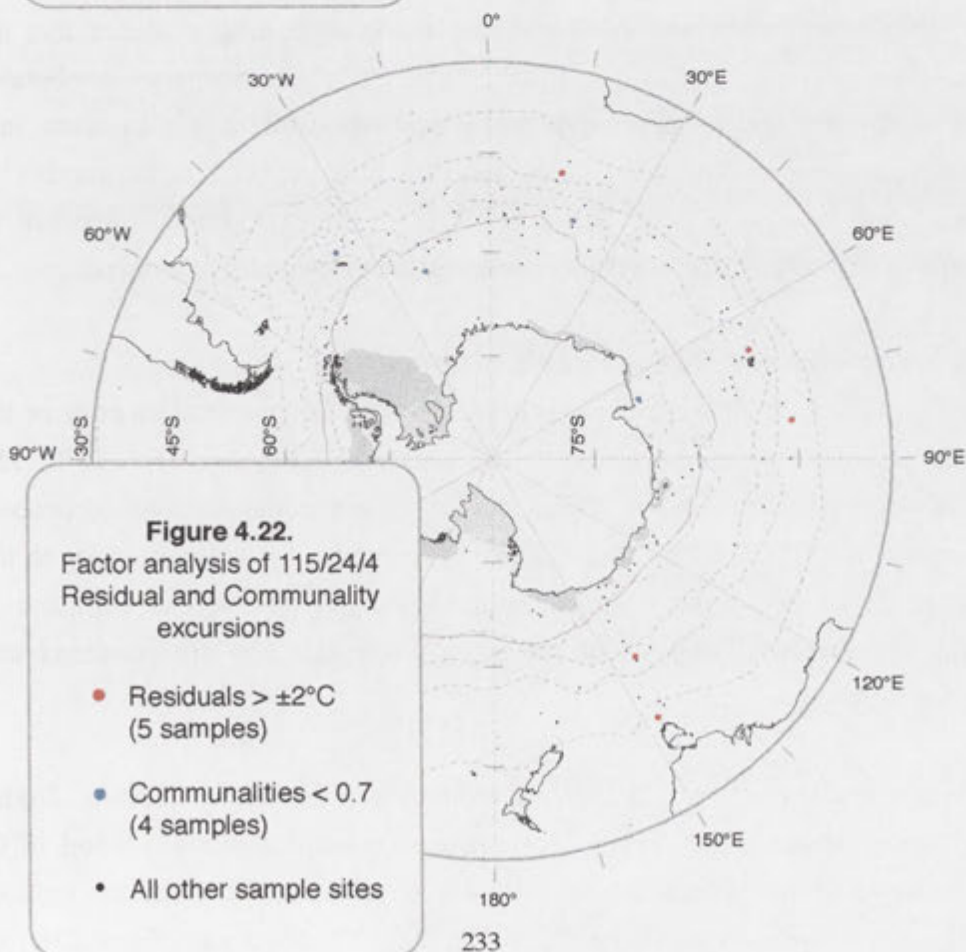 0°
30°W
30°E
60°W
60°E
90°W
30°S
45°S
60°S
75°S
90°E
Figure 4.22.
Factor analysis of 115/24/4
Residual and Communality
excursions
Residuals > ±2°C
(5 samples)
Communalities < 0.7
(4 samples)
All other sample sites
120°E
150°E
180°
233